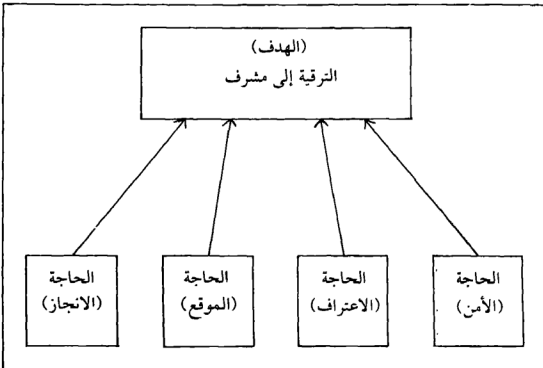 (الهدف)
الترقية إلى مشرف
الحاجة
(الأمن)
الحاجة
(الاعتراف)
الحاجة
(الموقع)
الحاجة
(الانجاز)